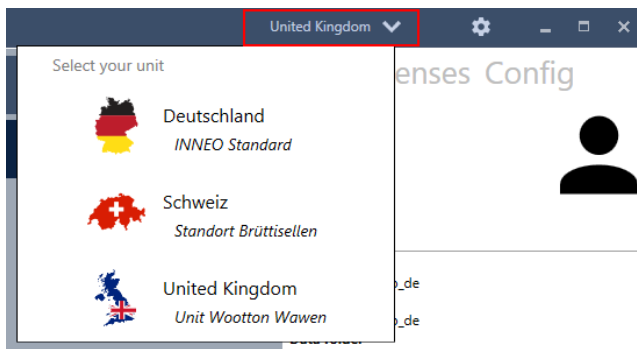 United Kingdom
Select your unit
enses Config
Deutschland
INNEO Standard
Schweiz
Standort Brüttisellen
United Kingdom
Unit Wootton Wawen
_de
_de